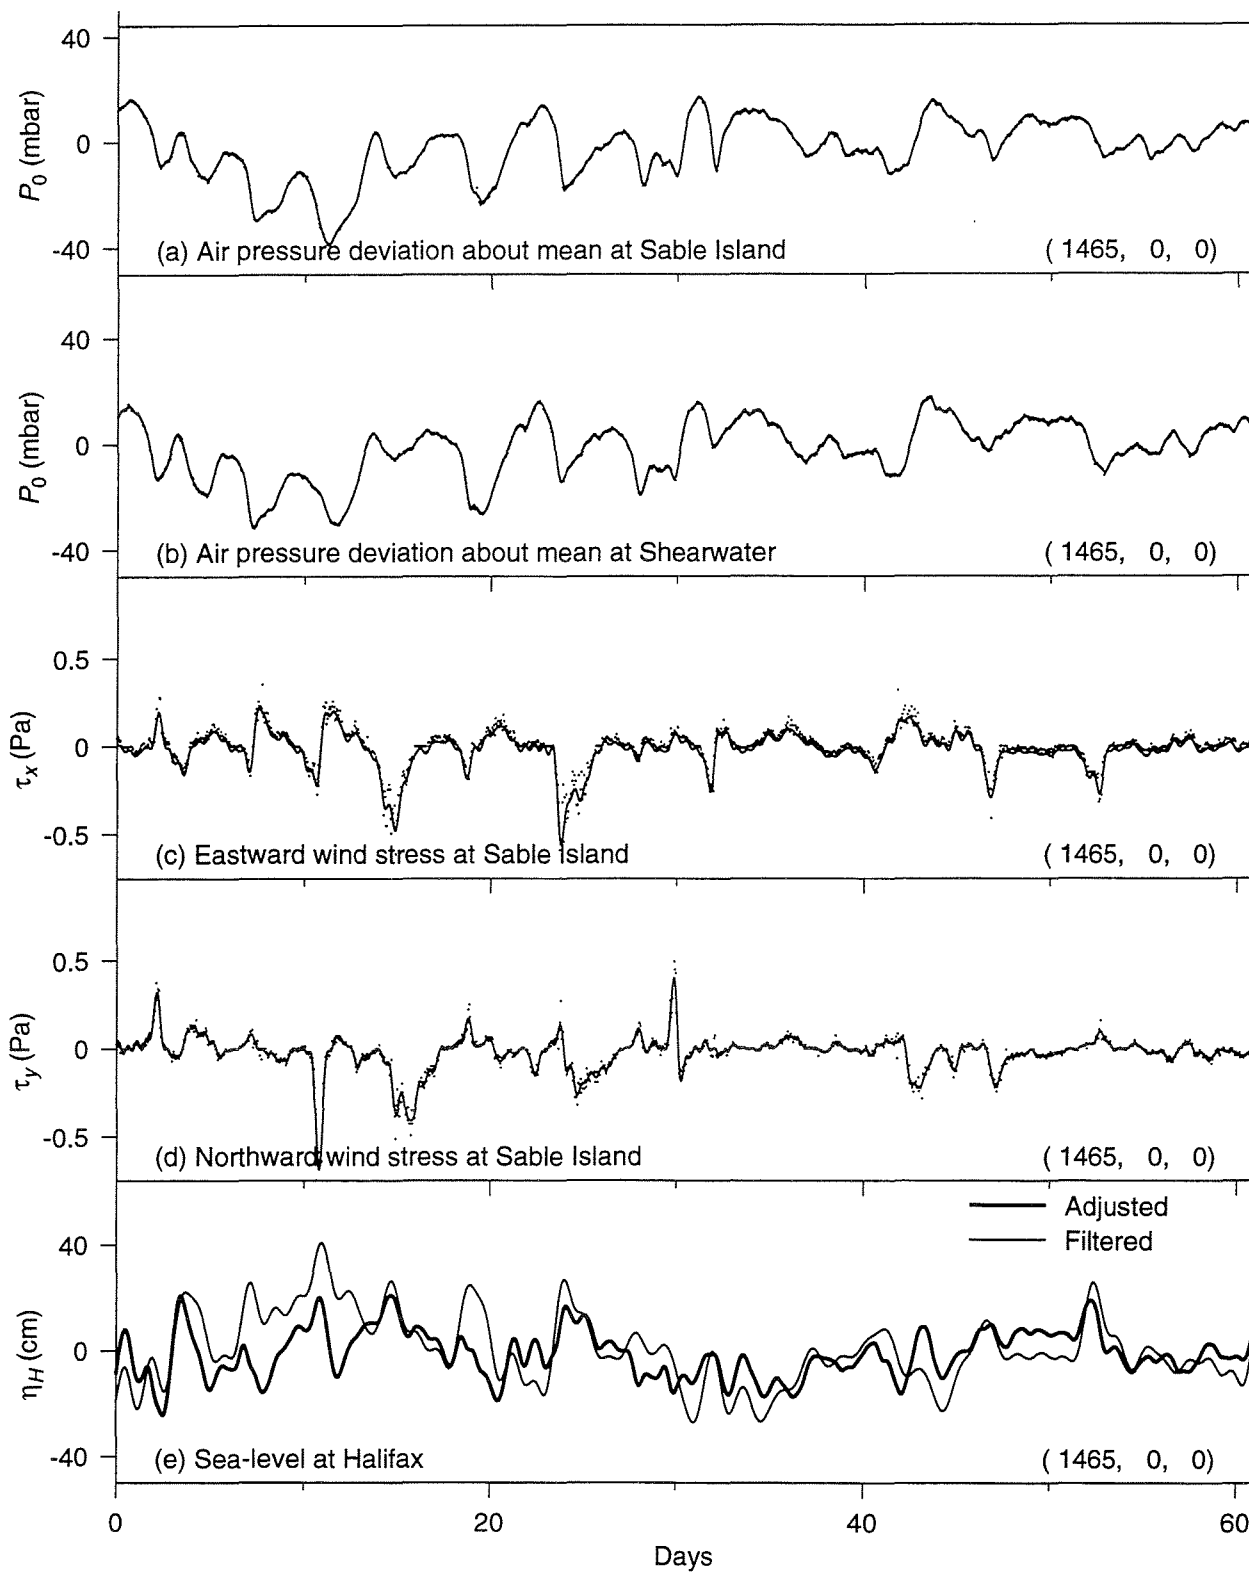 40
0
-40
P0 (mbar)
(a) Air pressure deviation about mean at Sable Island
( 1465, 0, 0)
40
0
-40
P0 (mbar)
(b) Air pressure deviation about mean at Shearwater
( 1465, 0, 0)
0.5
0
-0.5
τx (Pa)
(c) Eastward wind stress at Sable Island
( 1465, 0, 0)
0.5
0
-0.5
τy (Pa)
(d) Northward wind stress at Sable Island
( 1465, 0, 0)
Adjusted
Filtered
40
0
-40
ηH (cm)
(e) Sea-level at Halifax
( 1465, 0, 0)
0 20 40 60
Days